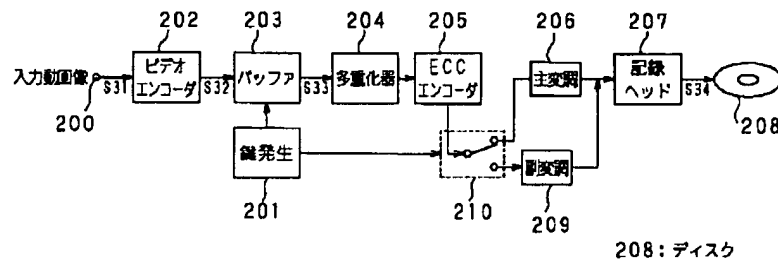 202
203
204
205
206
207
入力動画像
ビデオ
エンコーダ
バッファ
多重化器
ECC
エンコーダ
主変調
記録
ヘッド
S31
S32
S33
S34
200
208
鍵発生
副変調
201
210
209
208:ディスク